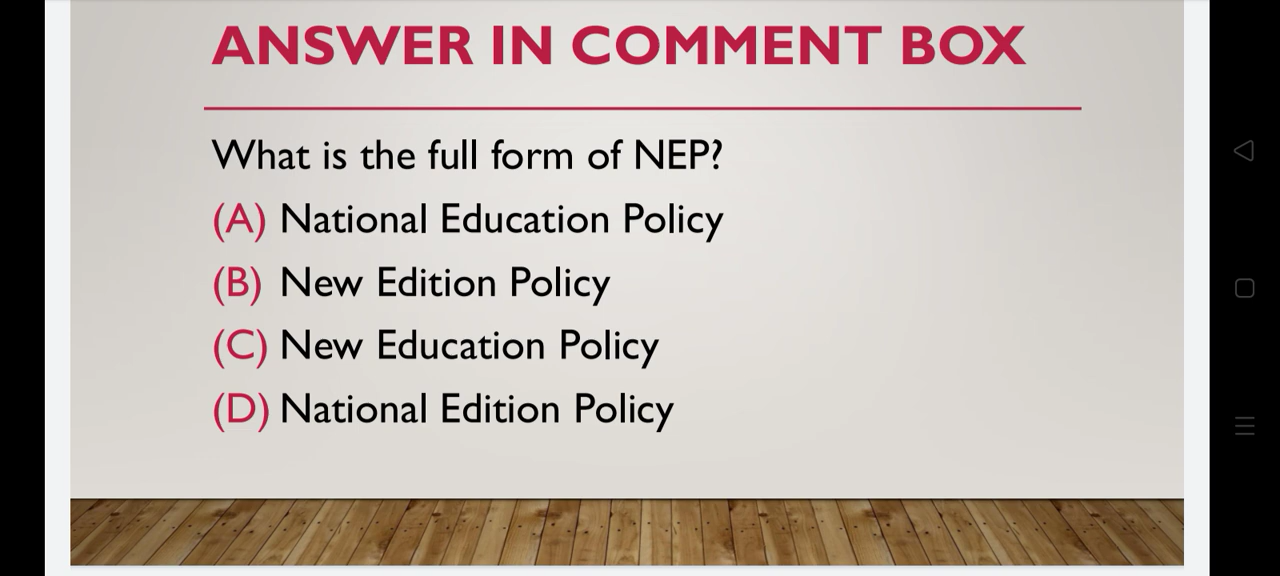 ANSWER IN COMMENT BOX
What is the full form of NEP?
(A) National Education Policy
(B) New Edition Policy
(C) New Education Policy
(D) National Edition Policy